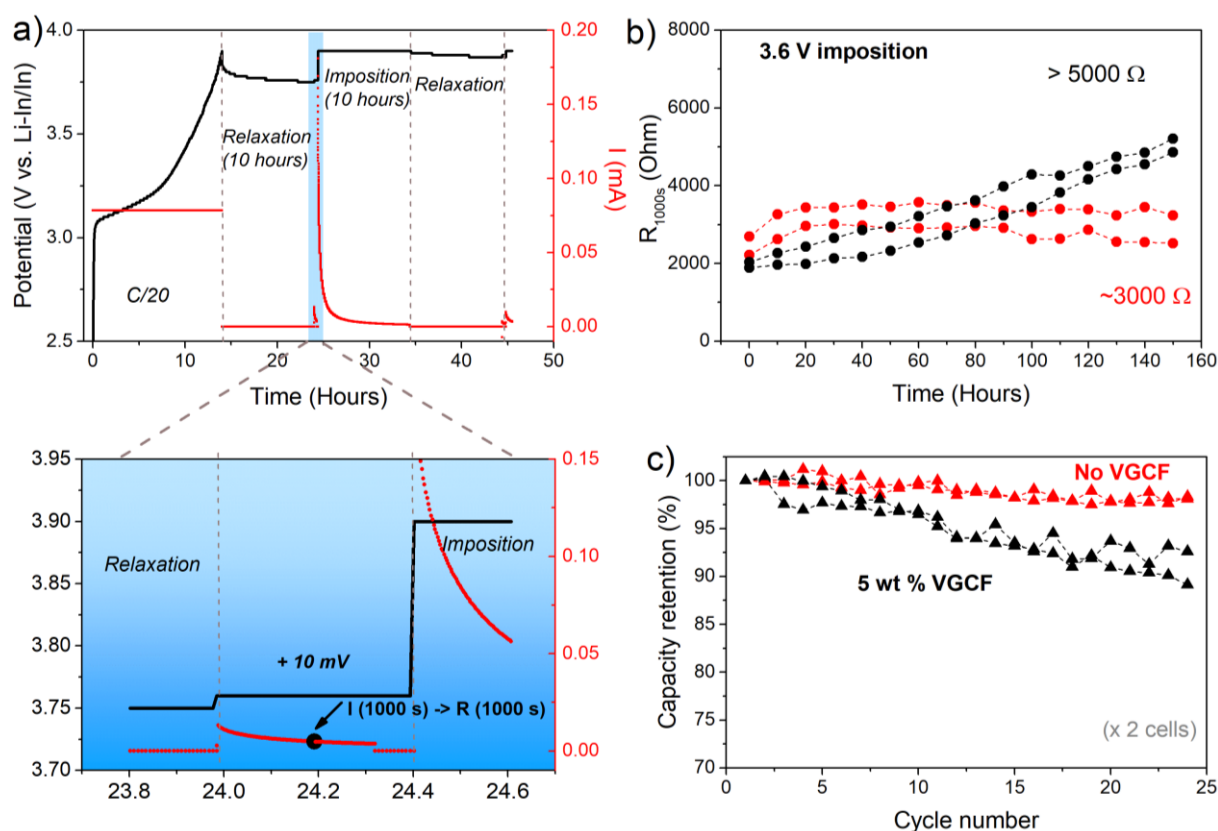 a)
4.0
3.5
3.0
2.5
Potential (V vs. Li-In/In)
0.20
0.15
0.10
0.05
0.00
I (mA)
Imposition
(10 hours)
Relaxation
Relaxation
(10 hours)
C/20
0 10 20 30 40 50
Time (Hours)
3.95
3.90
3.85
3.80
3.75
3.70
0.15
0.10
0.05
0.00
Relaxation
Imposition
+ 10 mV
I (1000 s) -> R (1000 s)
23.8 24.0 24.2 24.4 24.6
b)
8000
6000
4000
2000
0
R1000s (Ohm)
3.6 V imposition
> 5000 Ω
~3000 Ω
0 20 40 60 80 100 120 140 160
Time (Hours)
c)
100
95
90
85
80
75
70
Capacity retention (%)
No VGCF
5 wt % VGCF
(x 2 cells)
0 5 10 15 20 25
Cycle number